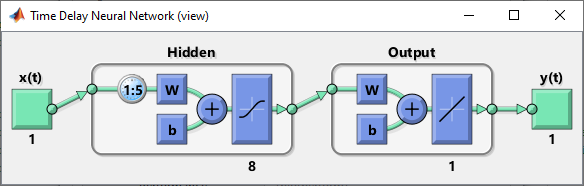 Time Delay Neural Network (view)
Hidden
Output
x(t)
y(t)
1:5
W
b
W
b
1
8
1
1